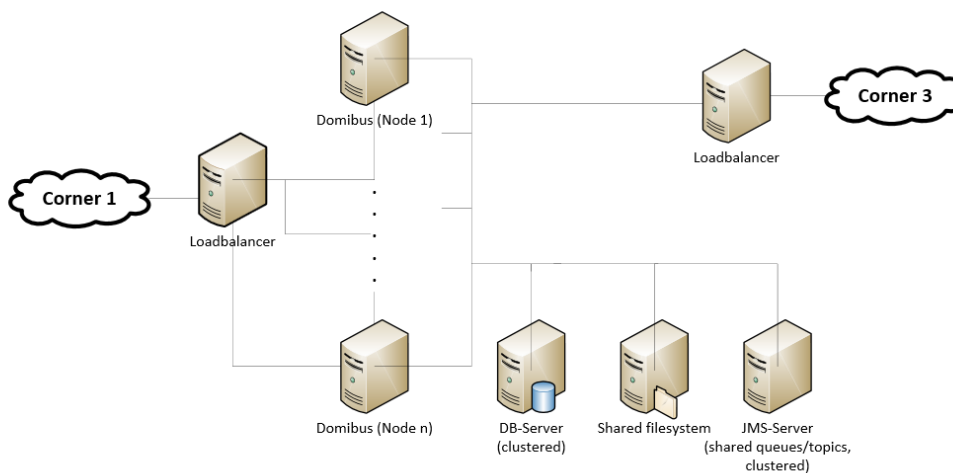 Domibus (Node 1)
Corner 3
Loadbalancer
Corner 1
Loadbalancer
Domibus (Node n)
DB-Server
(clustered)
Shared filesystem
JMS-Server
(shared queues/topics,
clustered)